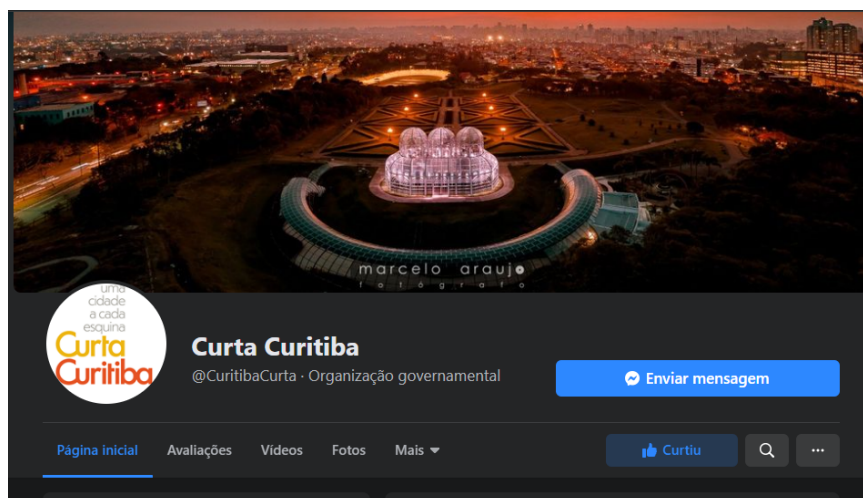 marcelo araujo
fotógrafo
uma
cidade
a cada
esquina
Curta
Curitiba
Curta Curitiba
@CuritibaCurta · Organização governamental
Enviar mensagem
Página inicial
Avaliações
Vídeos
Fotos
Mais
Curtiu